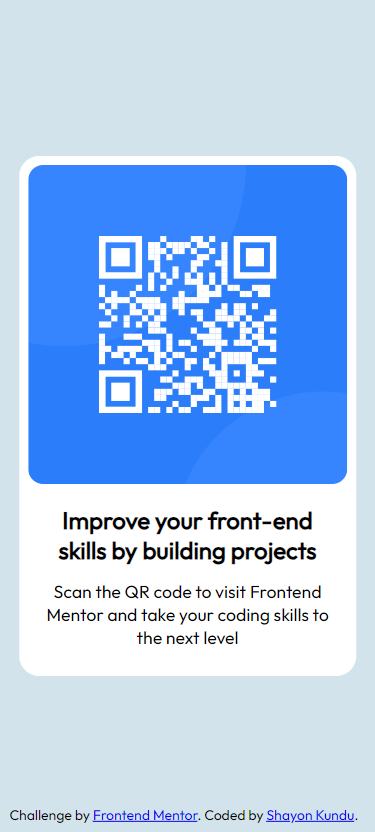 Improve your front-end
skills by building projects
Scan the QR code to visit Frontend
Mentor and take your coding skills to
the next level
Challenge by Frontend Mentor. Coded by Shayon Kundu.